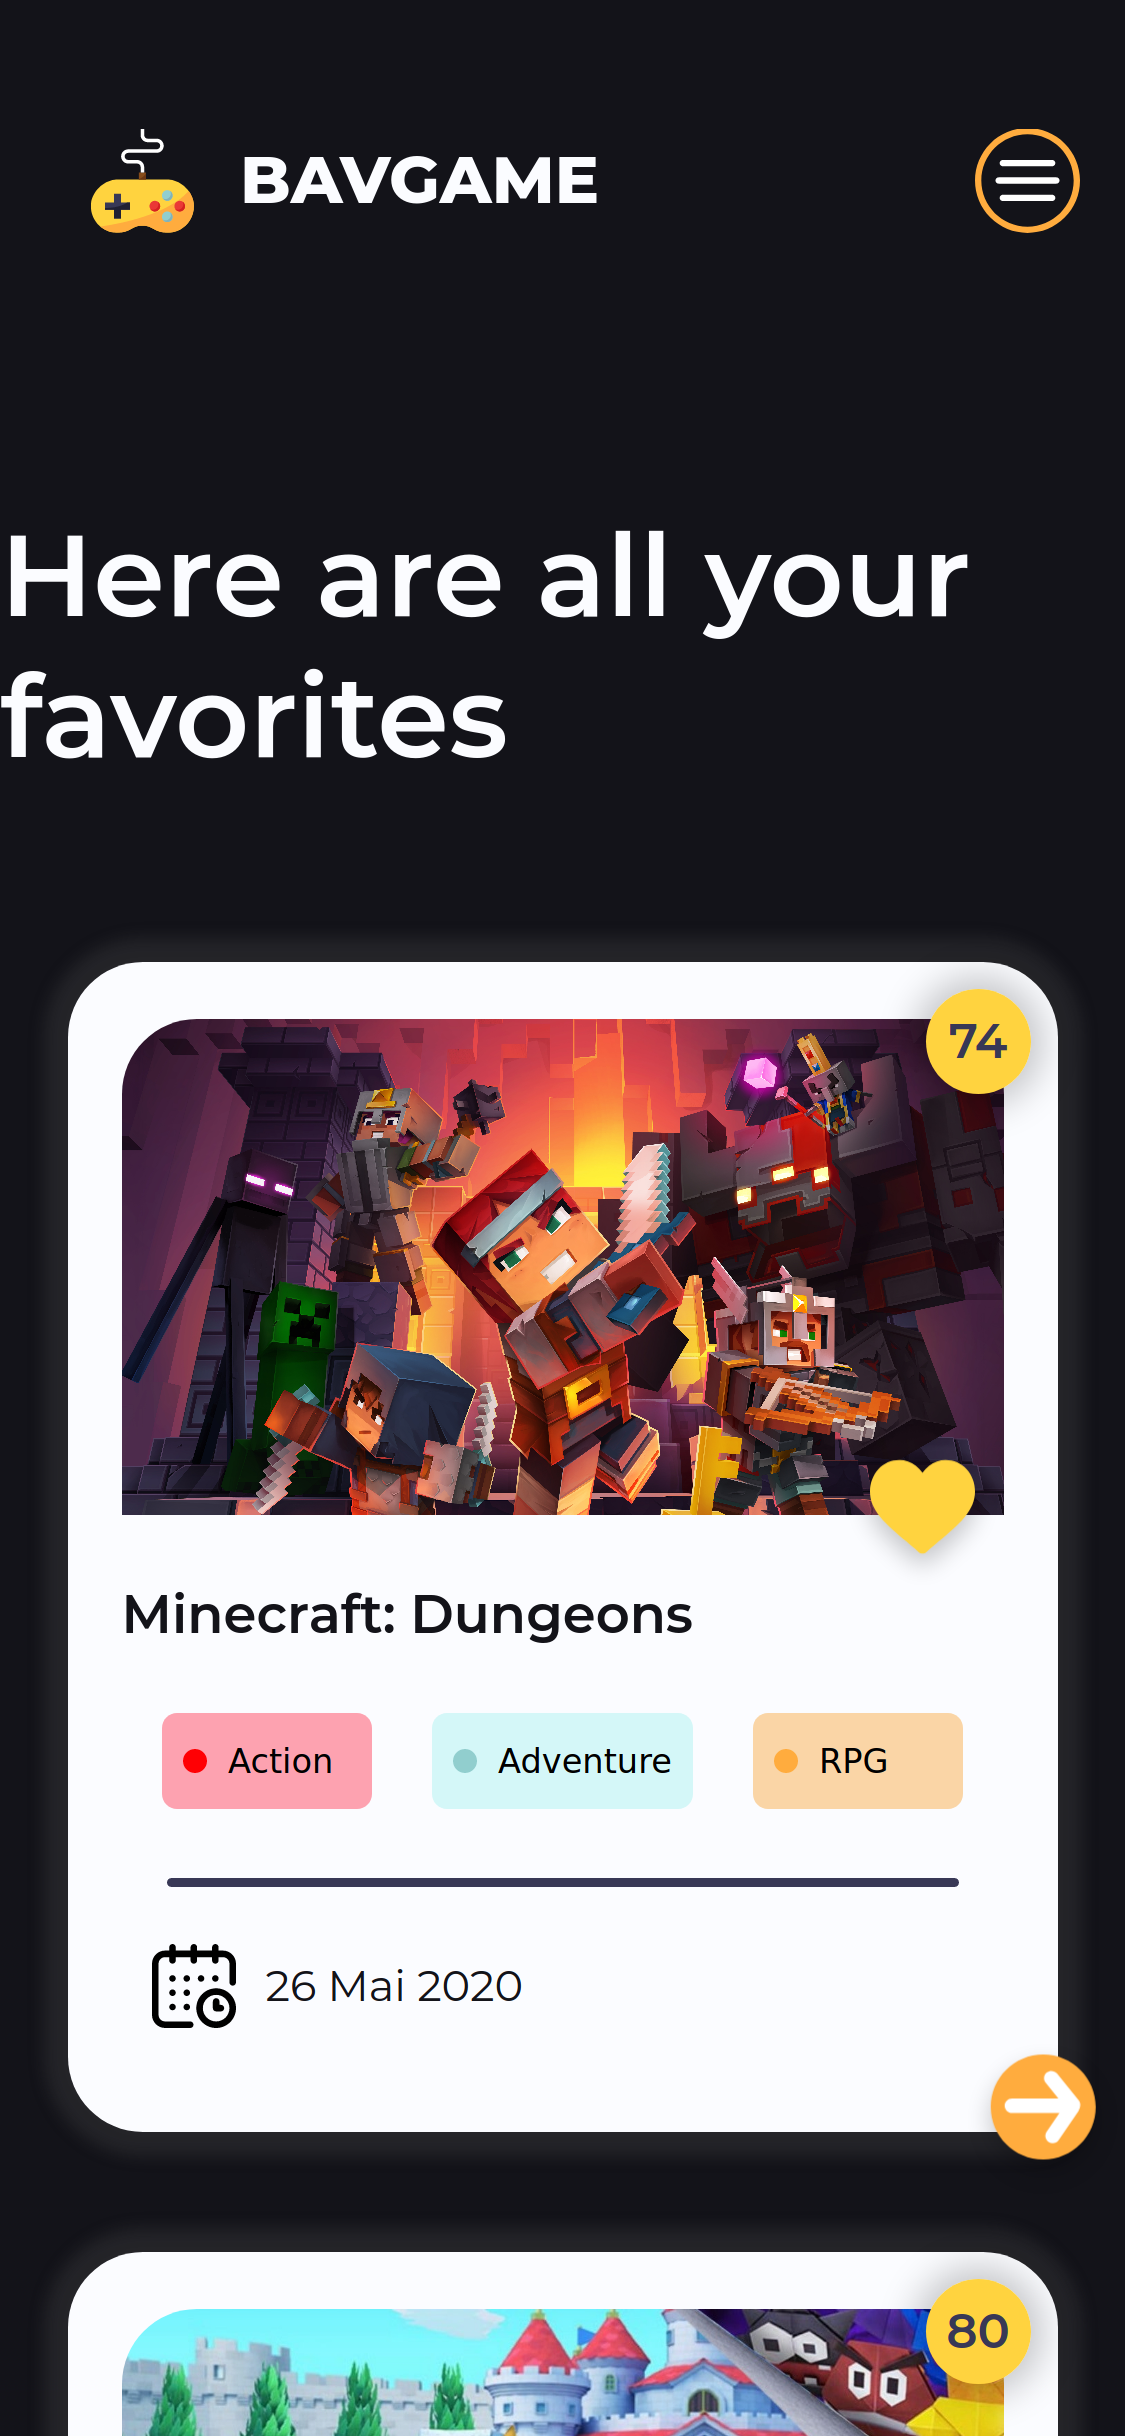 BAVGAME
Here are all your
favorites
74
Minecraft: Dungeons
Action
Adventure
RPG
26 Mai 2020
80